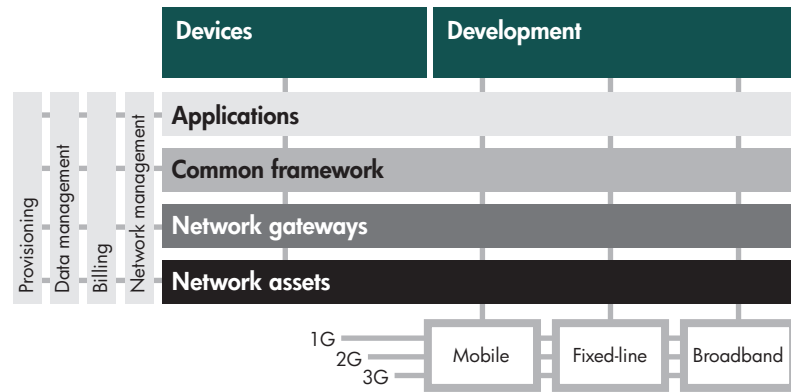 Devices
Development
Provisioning
Data management
Billing
Network management
Applications
Common framework
Network gateways
Network assets
1G
2G
3G
Mobile
Fixed-line
Broadband